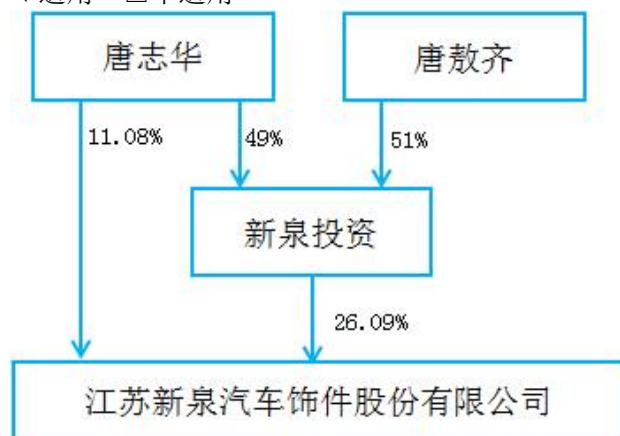 唐志华 唐敖齐
11.08% 49% 51%
新泉投资
26.09%
江苏新泉汽车饰件股份有限公司